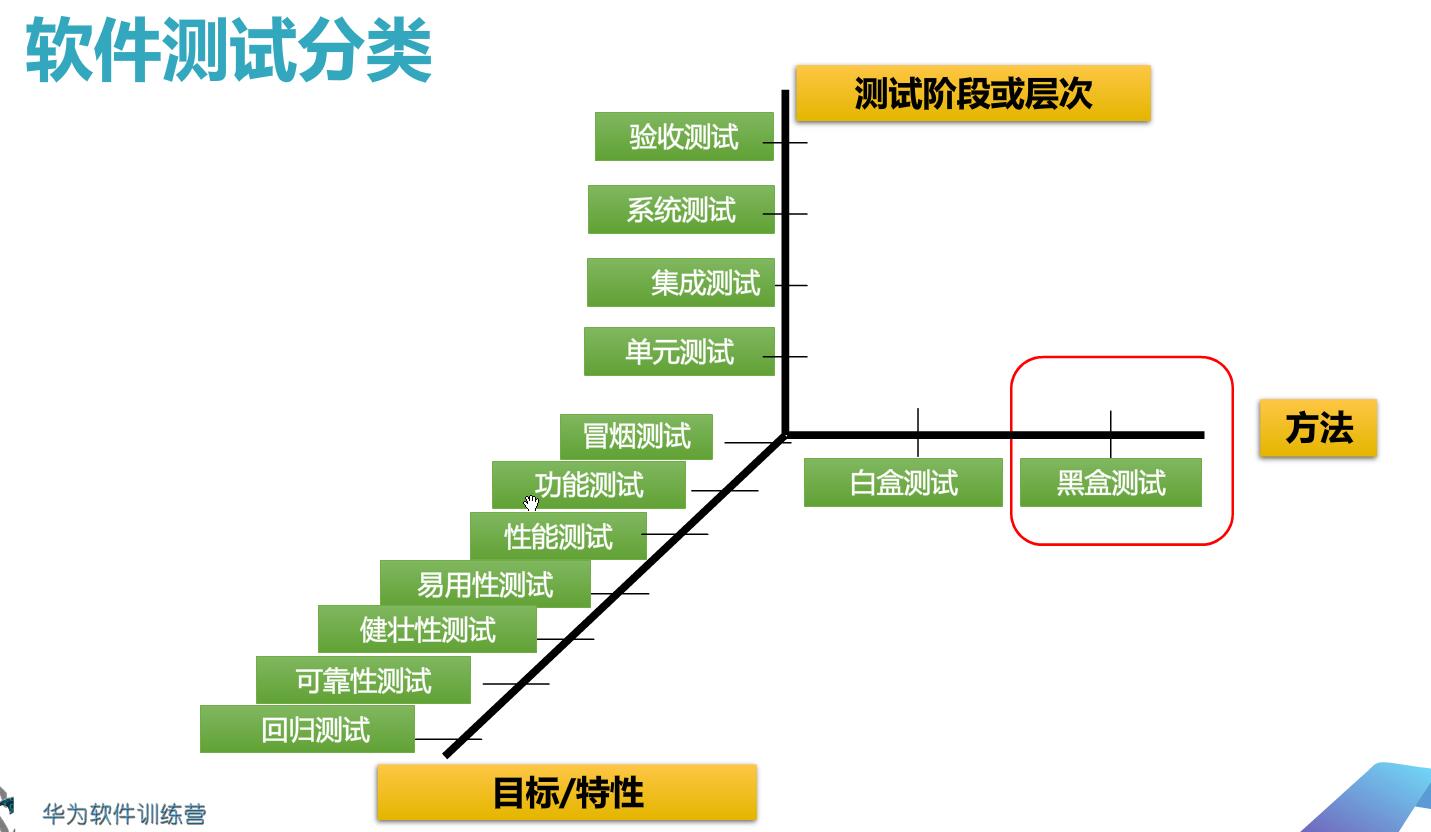 软件测试分类
测试阶段或层次
验收测试
系统测试
集成测试
单元测试
方法
冒烟测试
功能测试
白盒测试
黑盒测试
性能测试
易用性测试
健壮性测试
可靠性测试
回归测试
目标/特性
华为软件训练营